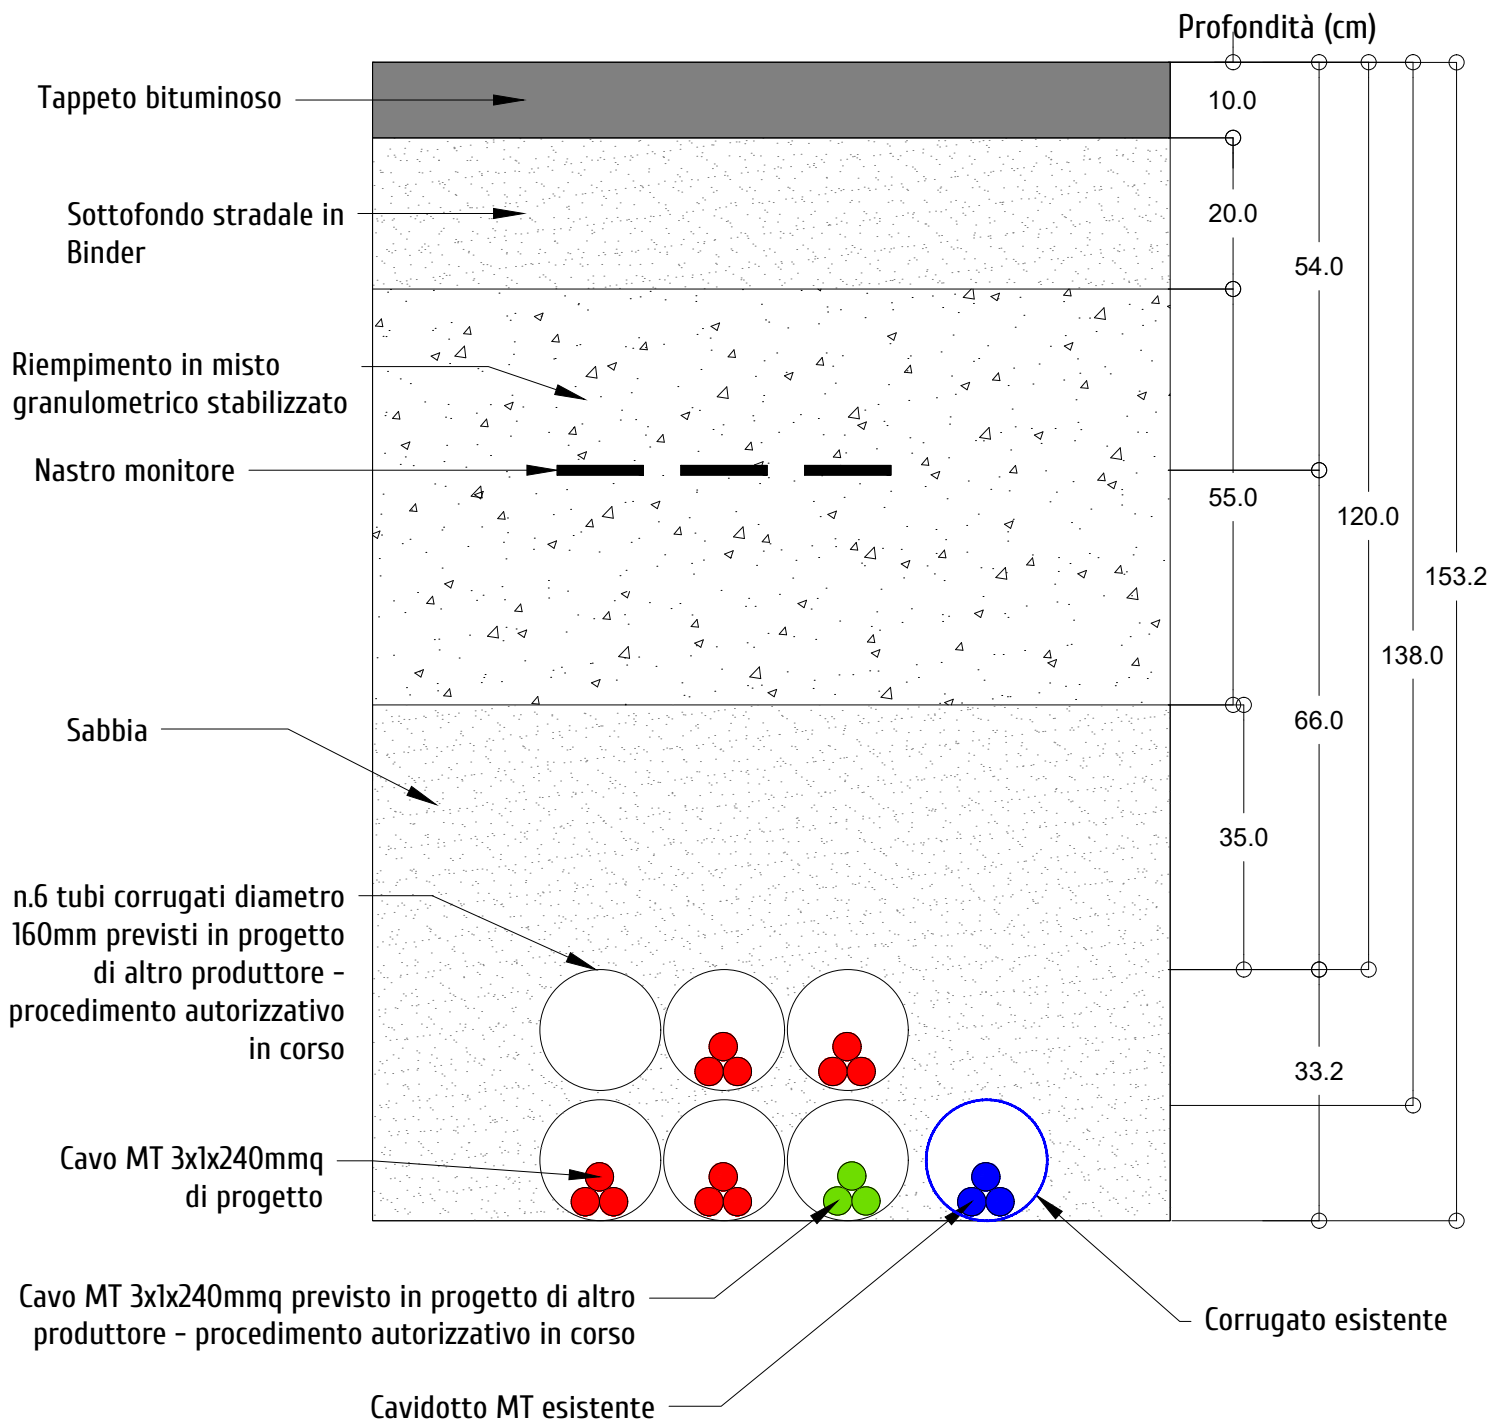 Profondità (cm)
Tappeto bituminoso
10.0
Sottofondo stradale in
Binder
20.0
54.0
Riempimento in misto
granulometrico stabilizzato
Nastro monitore
55.0
120.0
153.2
138.0
66.0
Sabbia
35.0
n.6 tubi corrugati diametro
160mm previsti in progetto
di altro produttore -
procedimento autorizzativo
in corso
33.2
Cavo MT 3x1x240mmq
di progetto
Cavo MT 3x1x240mmq previsto in progetto di altro
produttore - procedimento autorizzativo in corso
Corrugato esistente
Cavidotto MT esistente